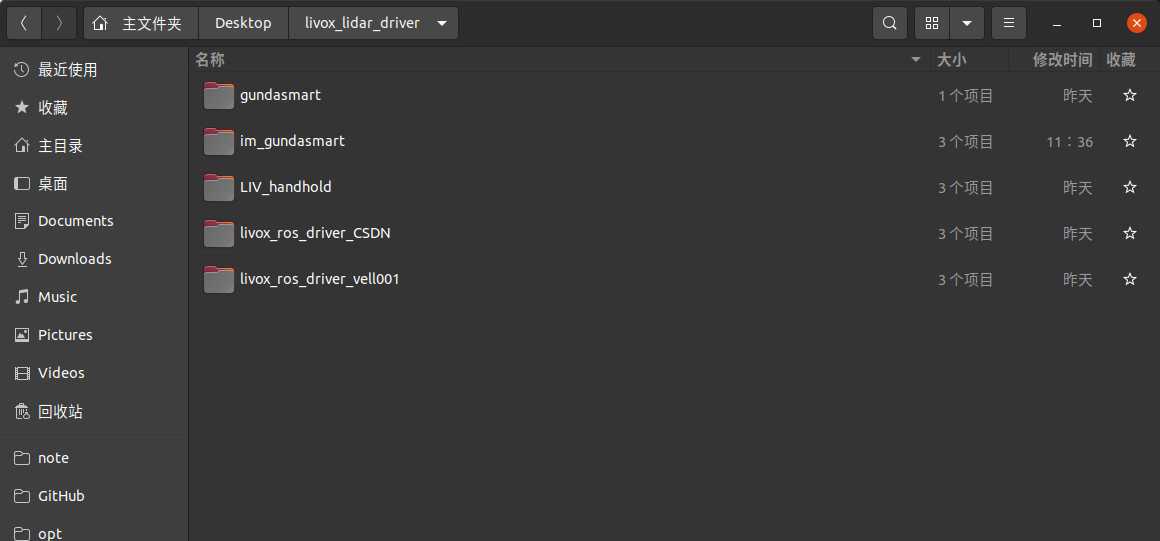 主文件夹 Desktop livox_lidar_driver
名称 大小 修改时间 收藏
最近使用
收藏
主目录
桌面
Documents
Downloads
Music
Pictures
Videos
回收站
note
GitHub
opt
gundasmart 1 个项目 昨天
im_gundasmart 3 个项目 11：36
LIV_handhold 3 个项目 昨天
livox_ros_driver_CSDN 3 个项目 昨天
livox_ros_driver_vell001 3 个项目 昨天